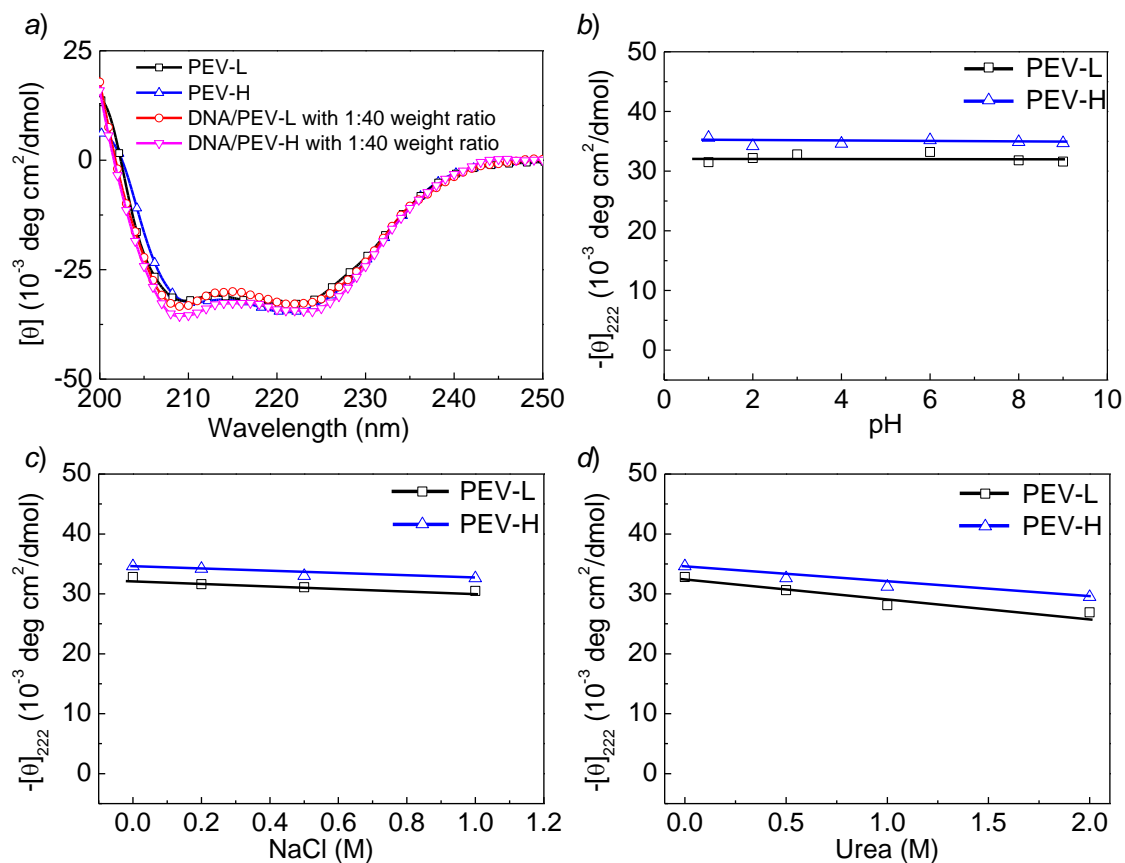 a)
PEV-L
PEV-H
DNA/PEV-L with 1:40 weight ratio
DNA/PEV-H with 1:40 weight ratio
[θ] (10⁻³ deg cm²/dmol)
25
0
-25
-50
200 210 220 230 240 250
Wavelength (nm)
b)
PEV-L
PEV-H
-[θ]₂₂₂ (10⁻³ deg cm²/dmol)
50
40
30
20
10
0
0 2 4 6 8 10
pH
c)
PEV-L
PEV-H
-[θ]₂₂₂ (10⁻³ deg cm²/dmol)
50
40
30
20
10
0
0.0 0.2 0.4 0.6 0.8 1.0 1.2
NaCl (M)
d)
PEV-L
PEV-H
-[θ]₂₂₂ (10⁻³ deg cm²/dmol)
50
40
30
20
10
0
0.0 0.5 1.0 1.5 2.0
Urea (M)